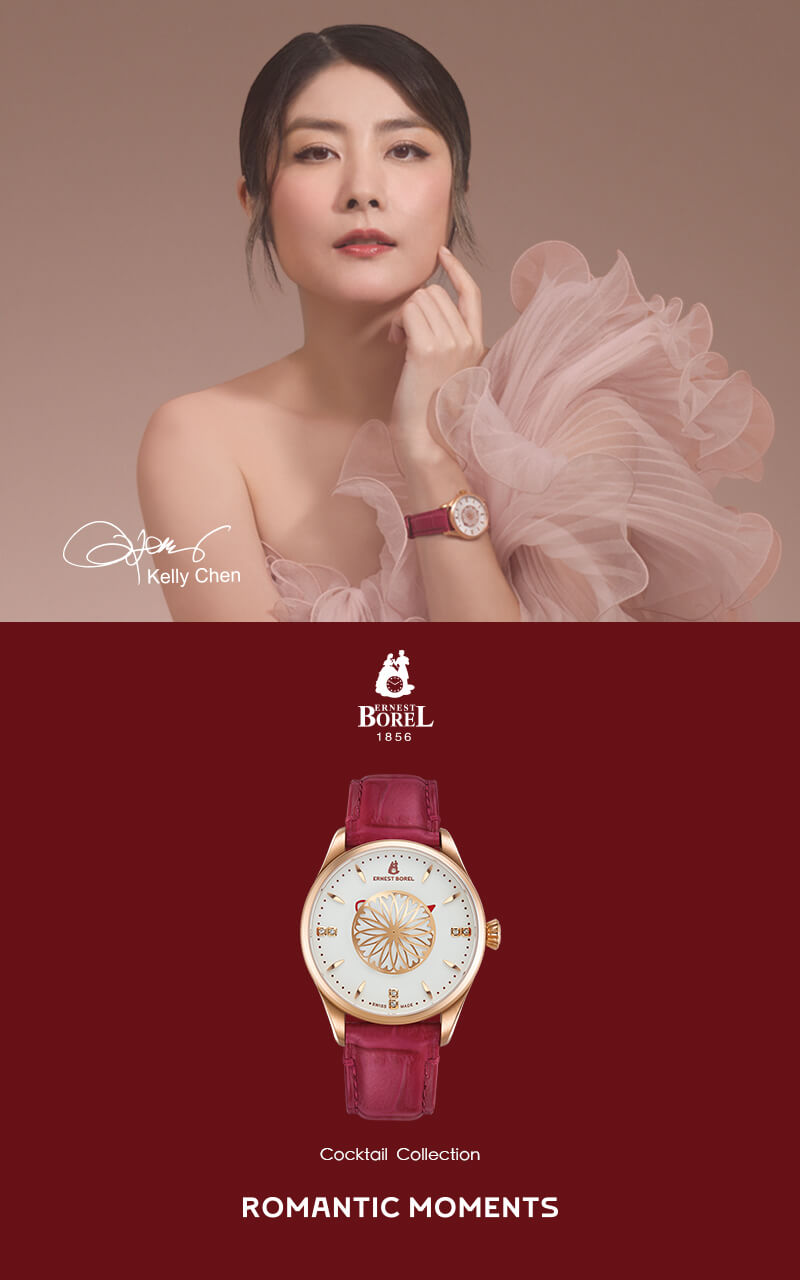 Kelly Chen
ERNEST
BOREL
1856
ERNEST BOREL
SWISS MADE
Cocktail Collection
ROMANTIC MOMENTS